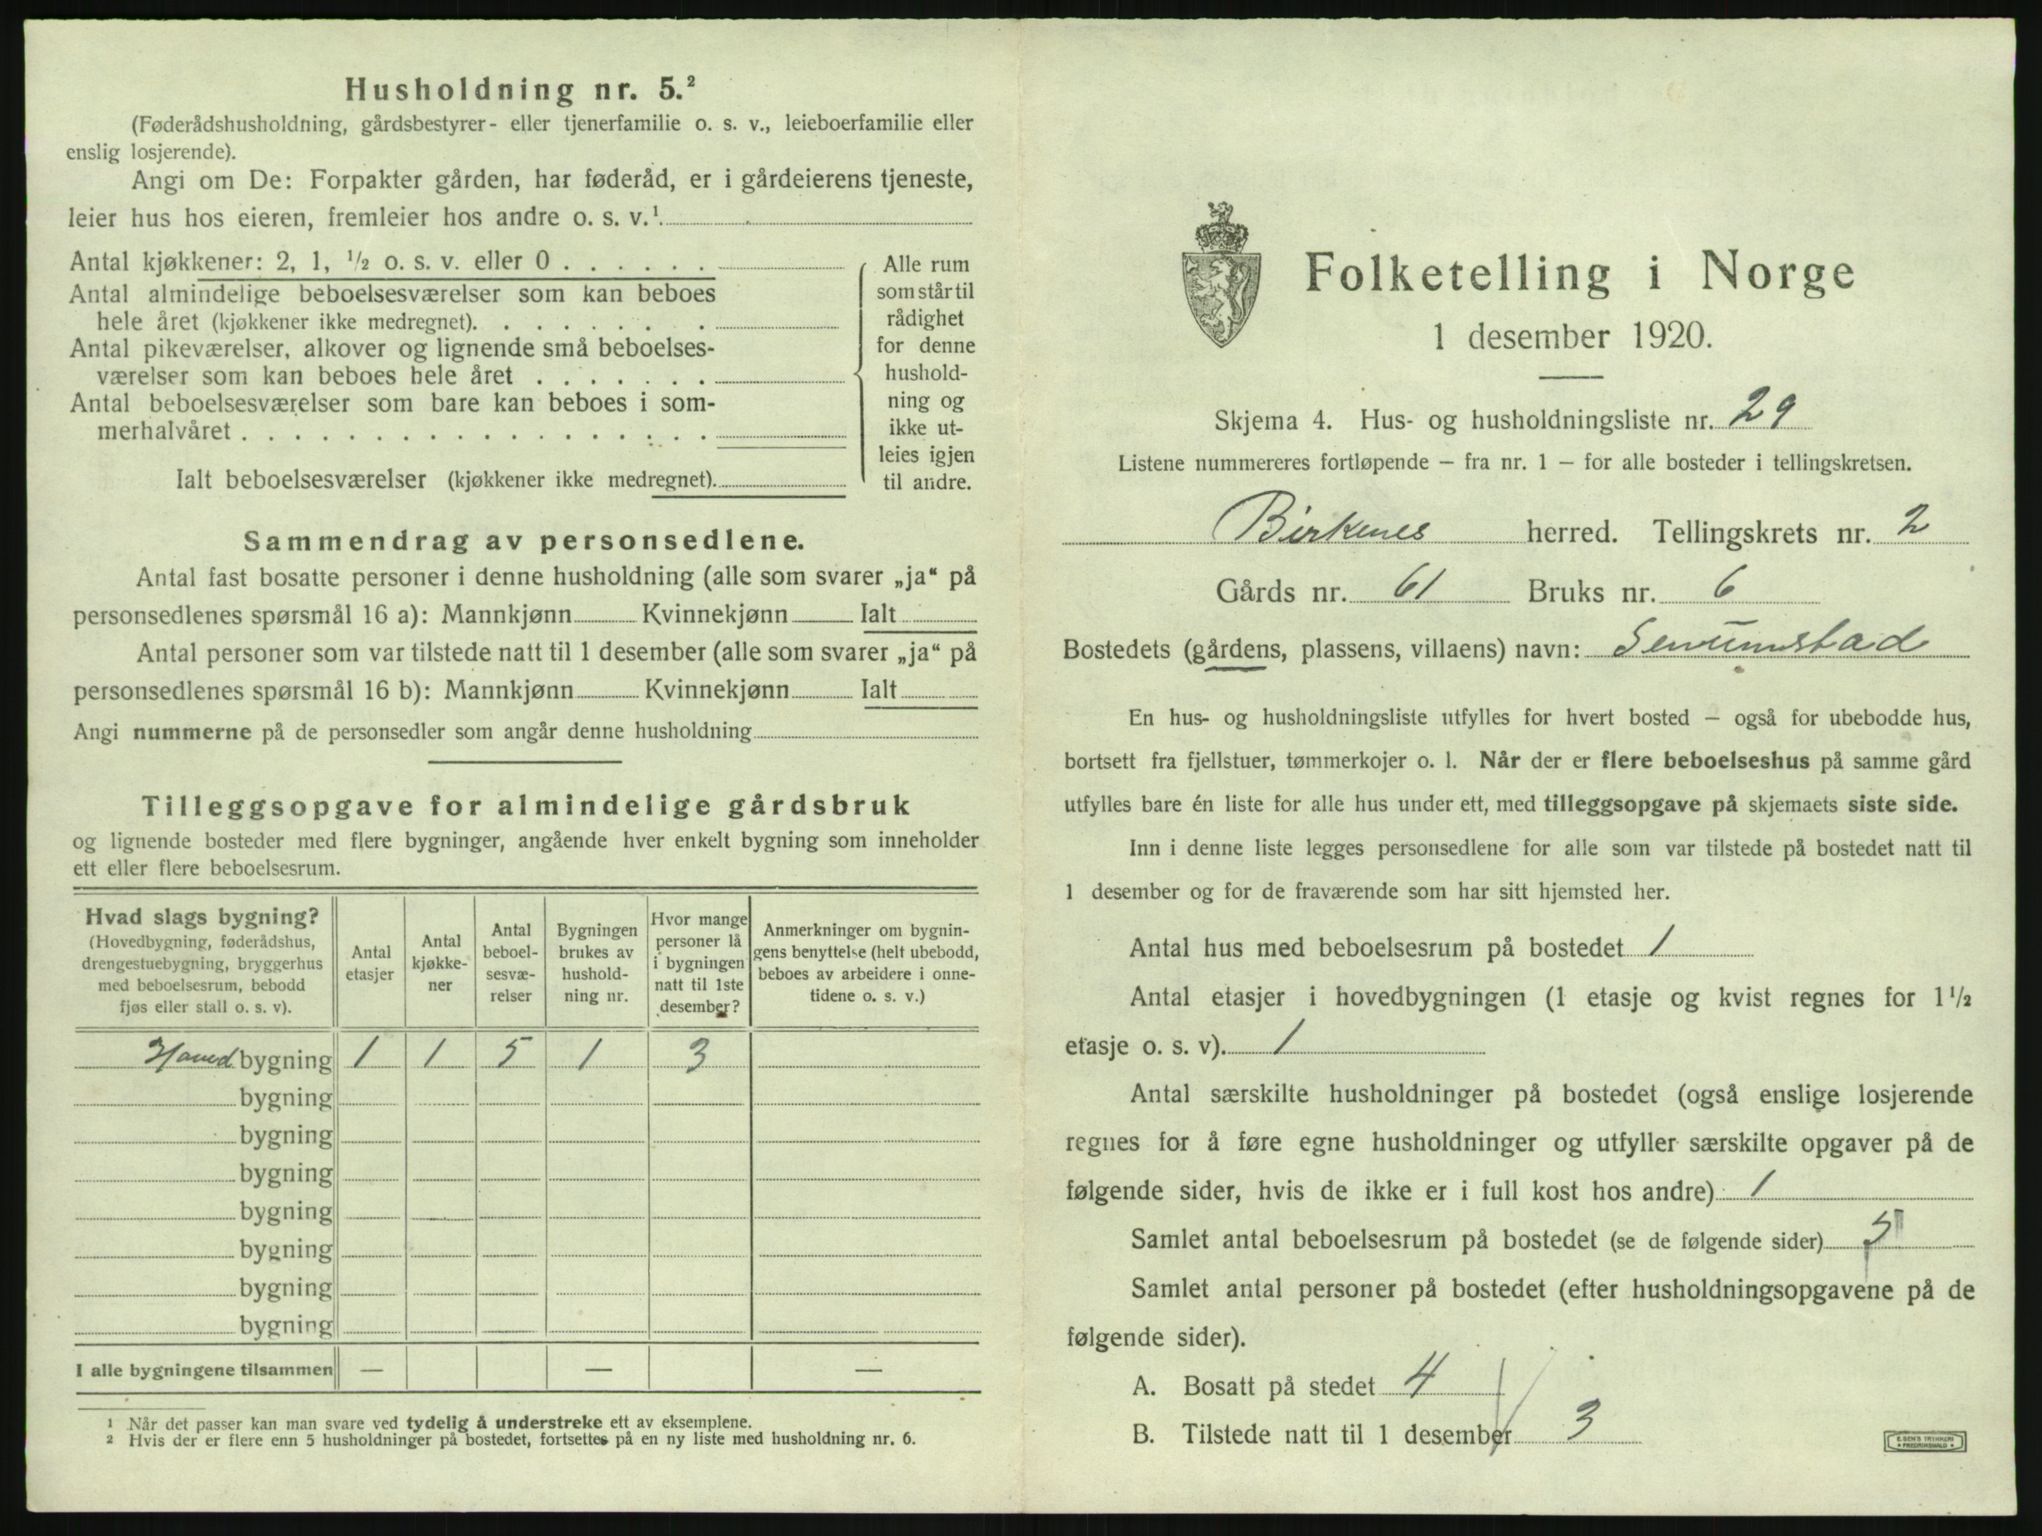 Husholdning nr. 5.²
(Føderådshusholdning, gårdsbestyrer- eller tjenerfamilie o. s. v., leieboerfamilie eller
enslig losjerende).
Angi om De: Forpakter gården, har føderåd, er i gårdeierens tjeneste,
leier hus hos eieren, fremleier hos andre o. s. v.¹
Antal kjøkkener: 2, 1, ½ o. s. v. eller 0
Antal almindelige beboelsesværelser som kan beboes
hele året (kjøkkener ikke medregnet).
Antal pikeværelser, alkover og lignende små beboelses-
værelser som kan beboes hele året
Antal beboelsesværelser som bare kan beboes i som-
merhalvåret
Ialt beboelsesværelser (kjøkkener ikke medregnet).
Alle rum
som står til
rådighet
for denne
hushold-
ning og
ikke ut-
leies igjen
til andre.
Sammendrag av personsedlene.
Antal fast bosatte personer i denne husholdning (alle som svarer „ja“ på
personsedlenes spørsmål 16 a): Mannkjønn Kvinnekjønn Ialt
Antal personer som var tilstede natt til 1 desember (alle som svarer „ja“ på
personsedlenes spørsmål 16 b): Mannkjønn Kvinnekjønn Ialt
Angi nummerne på de personsedler som angår denne husholdning
Tilleggsopgave for almindelige gårdsbruk
og lignende bosteder med flere bygninger, angående hver enkelt bygning som inneholder
ett eller flere beboelsesrum.
Hvad slags bygning?
(Hovedbygning, føderådshus,
drengestuebygning, bryggerhus
med beboelsesrum, bebodd
fjøs eller stall o. s. v).
Antal
etasjer
Antal
kjøkke-
ner
Antal
beboel-
sesvæ-
relser
Bygningen
brukes av
hushold-
ning nr.
Hvor mange
personer lå
i bygningen
natt til 1ste
desember?
Anmerkninger om bygnin-
gens benyttelse (helt ubebodd,
beboes av arbeidere i onne-
tidene o. s. v.)
Hoved bygning 1 1 5 1 3
bygning
bygning
bygning
bygning
bygning
bygning
bygning
I alle bygningene tilsammen — — —
¹ Når det passer kan man svare ved tydelig å understreke ett av eksemplene.
² Hvis der er flere enn 5 husholdninger på bostedet, fortsettes på en ny liste med husholdning nr. 6.
Folketelling i Norge
1 desember 1920.
Skjema 4. Hus- og husholdningsliste nr. 29
Listene nummereres fortløpende – fra nr. 1 – for alle bosteder i tellingskretsen.
Birkenes herred. Tellingskrets nr. 2
Gårds nr. 61 Bruks nr. 6
Bostedets (gårdens, plassens, villaens) navn:
En hus- og husholdningsliste utfylles for hvert bosted – også for ubebodde hus,
bortsett fra fjellstuer, tømmerkojer o. l. Når der er flere beboelseshus på samme gård
utfylles bare én liste for alle hus under ett, med tilleggsopgave på skjemaets siste side.
Inn i denne liste legges personsedlene for alle som var tilstede på bostedet natt til
1 desember og for de fraværende som har sitt hjemsted her.
Antal hus med beboelsesrum på bostedet 1
Antal etasjer i hovedbygningen (1 etasje og kvist regnes for 1½
etasje o. s. v). 1
Antal særskilte husholdninger på bostedet (også enslige losjerende
regnes for å føre egne husholdninger og utfyller særskilte opgaver på de
følgende sider, hvis de ikke er i full kost hos andre) 1
Samlet antal beboelsesrum på bostedet (se de følgende sider) 5
Samlet antal personer på bostedet (efter husholdningsopgavene på de
følgende sider).
A. Bosatt på stedet 4
B. Tilstede natt til 1 desember 3